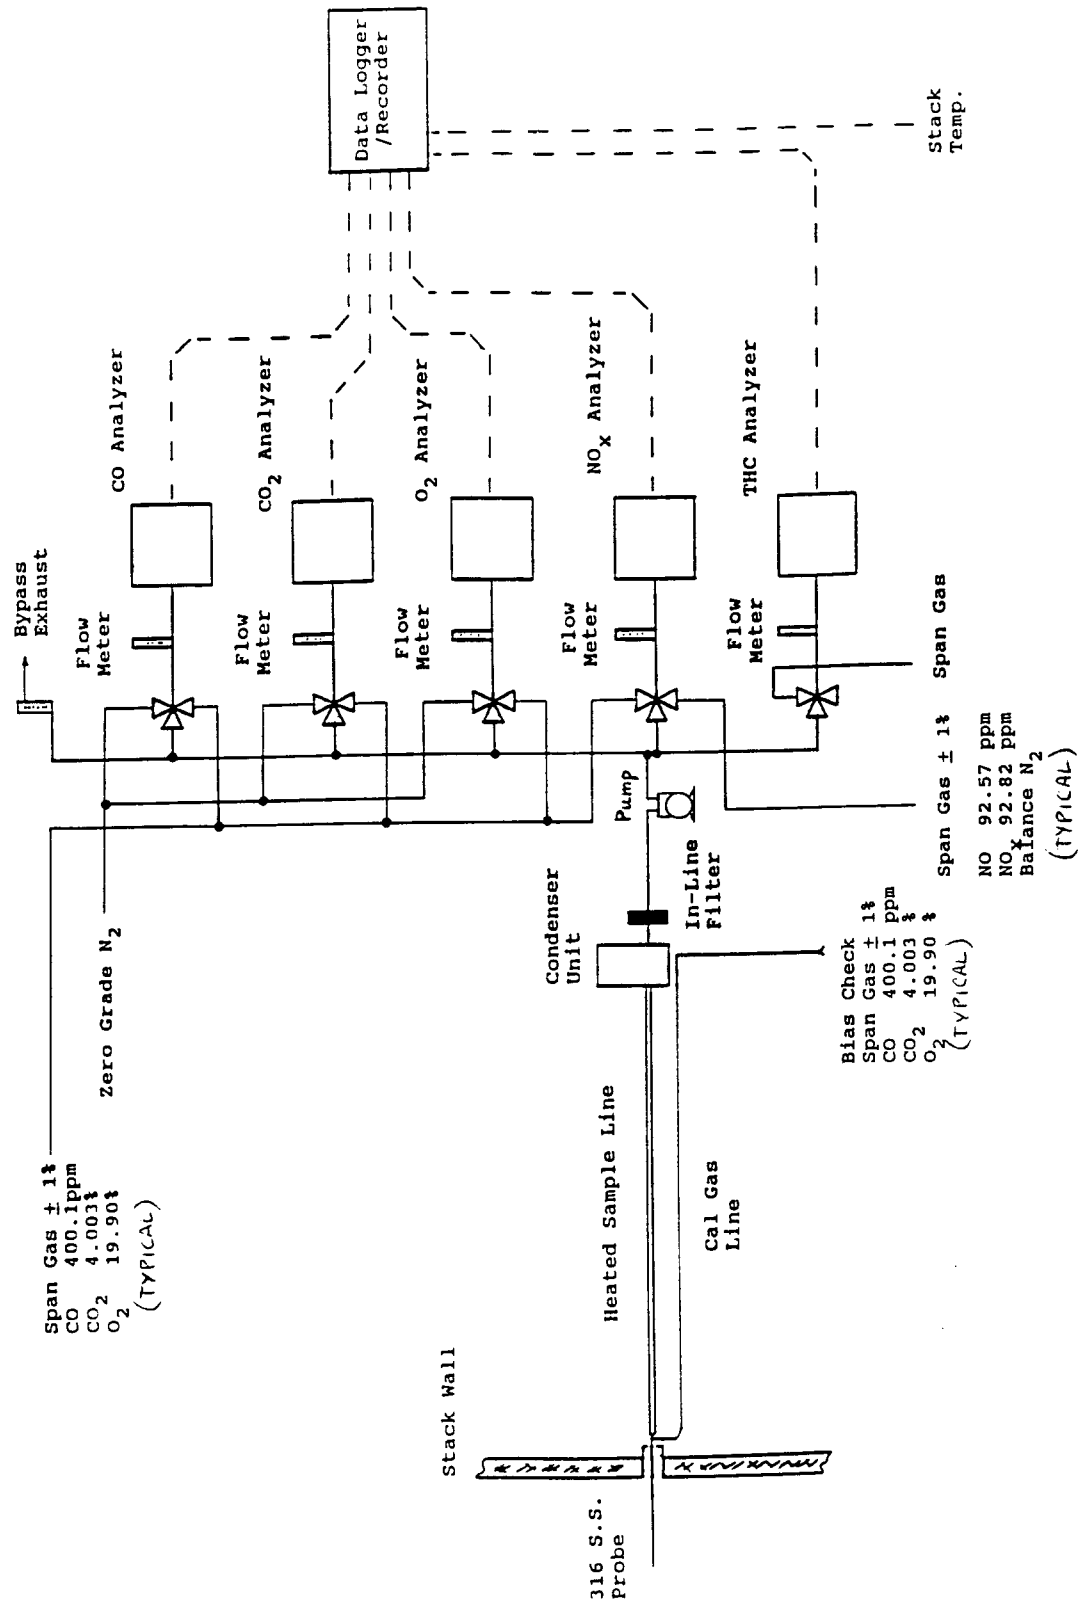 Data Logger
/Recorder
Stack
Temp.
CO Analyzer
CO2 Analyzer
O2 Analyzer
NOX Analyzer
THC Analyzer
Bypass
Exhaust
Flow
Meter
Flow
Meter
Flow
Meter
Flow
Meter
Flow
Meter
Span Gas
Span Gas ± 1%
NO 92.57 ppm
NOX 92.82 ppm
Balance N2
(TYPICAL)
Pump
In-Line
Filter
Condenser
Unit
Zero Grade N2
Span Gas ± 1%
CO 400.1ppm
CO2 4.003%
O2 19.90%
(TYPICAL)
Bias Check
Span Gas ± 1%
CO 400.1 ppm
CO2 4.003 %
O2 19.90 %
(TYPICAL)
Heated Sample Line
Cal Gas
Line
Stack Wall
316 S.S.
Probe